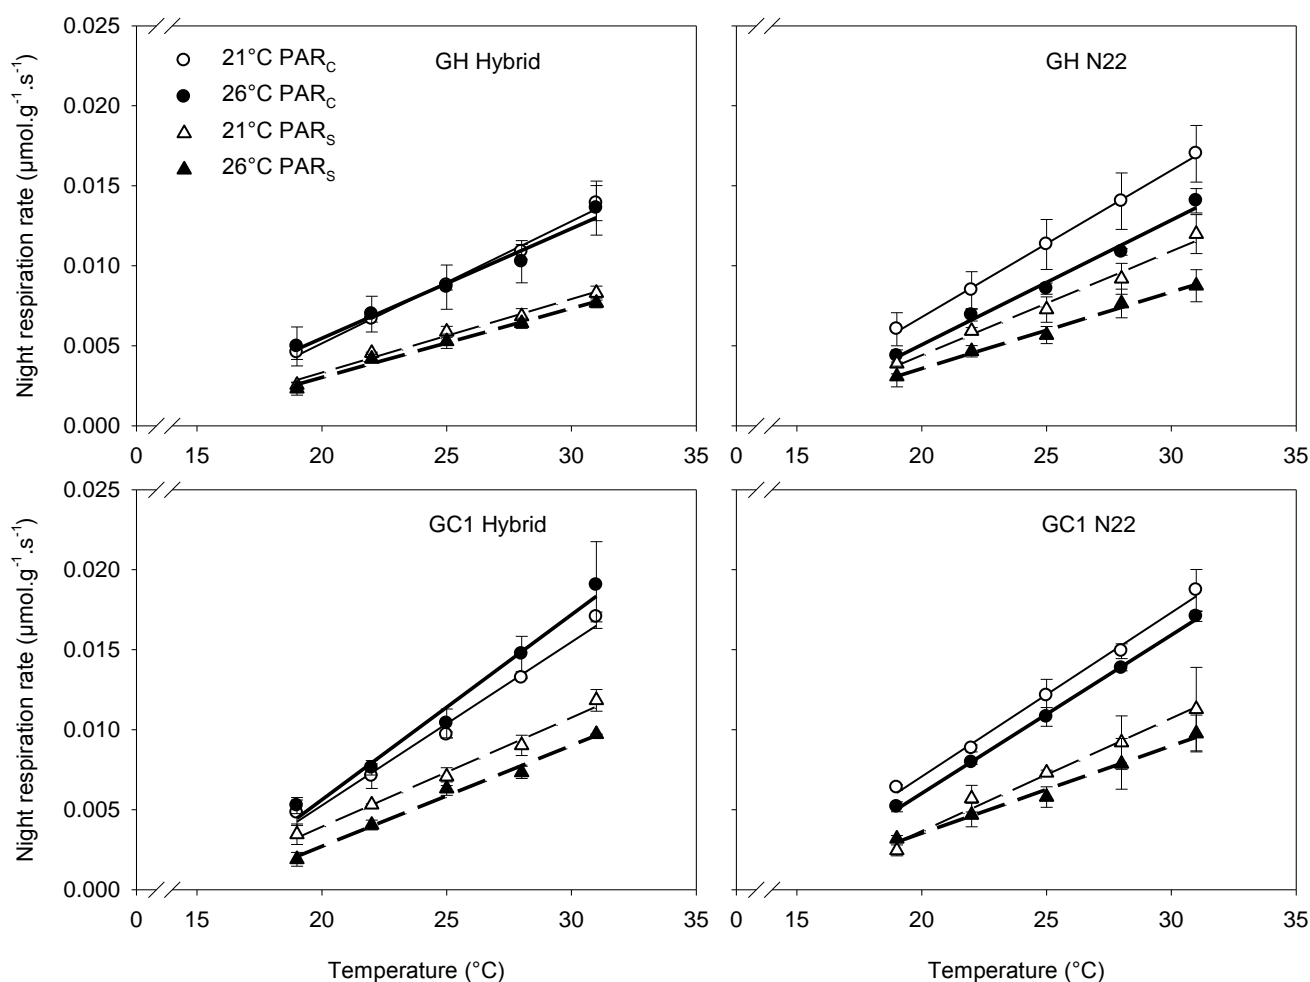 0.025
0.020
0.015
0.010
0.005
0.000
Night respiration rate (µmol.g⁻¹.s⁻¹)
21°C PAR_C
26°C PAR_C
21°C PAR_S
26°C PAR_S
GH Hybrid
0 15 20 25 30 35
GH N22
0 15 20 25 30 35
0.025
0.020
0.015
0.010
0.005
0.000
Night respiration rate (µmol.g⁻¹.s⁻¹)
GC1 Hybrid
0 15 20 25 30 35
Temperature (°C)
GC1 N22
0 15 20 25 30 35
Temperature (°C)